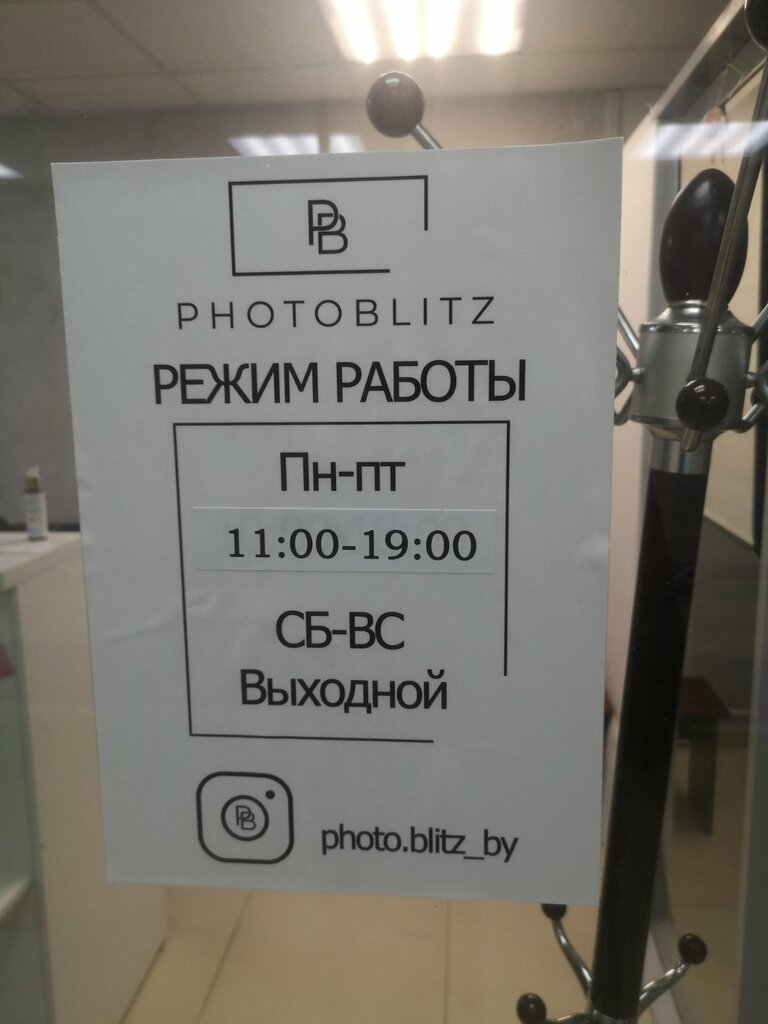 PB
PHOTOBLITZ
РЕЖИМ РАБОТЫ
Пн-пт
11:00-19:00
СБ-ВС
Выходной
PB
photo.blitz_by